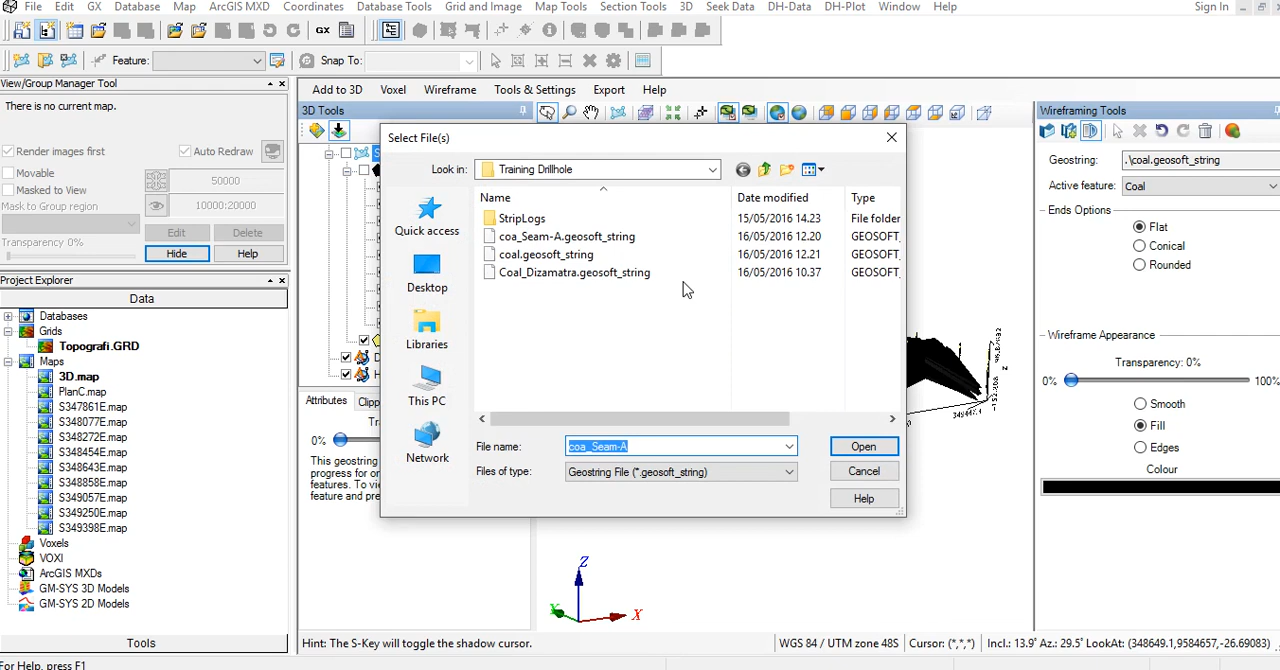 File Edit GX Database Map ArcGIS MXD Coordinates Database Tools Grid and Image Map Tools Section Tools 3D Seek Data DH-Data DH-Plot Window Help Sign In
GX
Feature: Snap To:
View/Group Manager Tool
There is no current map.
Render images first Auto Redraw
Movable 50000
Masked to View
Mask to Group region 10000:20000
Transparency 0% Edit Delete
Hide Help
Project Explorer
Data
Databases
Grids
Topografi.GRD
Maps
3D.map
PlanC.map
S347861E.map
S348077E.map
S348272E.map
S348454E.map
S348643E.map
S348858E.map
S349057E.map
S349250E.map
S349398E.map
Voxels
VOXI
ArcGIS MXDs
GM-SYS 3D Models
GM-SYS 2D Models
Tools
For Help, press F1
Add to 3D Voxel Wireframe Tools & Settings Export Help
3D Tools
Attributes Clipp
0%
This geostring
progress for or
features. To vie
feature and pre
Select File(s)
Look in: Training Drillhole
Quick access
Desktop
Libraries
This PC
Network
Name Date modified Type
StripLogs 15/05/2016 14.23 File folder
coa_Seam-A.geosoft_string 16/05/2016 12.20 GEOSOFT_
coal.geosoft_string 16/05/2016 12.21 GEOSOFT_
Coal_Dizamatra.geosoft_string 16/05/2016 10.37 GEOSOFT_
File name: coa_Seam-A Open
Files of type: Geostring File (*.geosoft_string) Cancel
Help
Z
Y X
Hint: The S-Key will toggle the shadow cursor. WGS 84 / UTM zone 48S Cursor: (*,*,*) Incl.: 13.9° Az.: 29.5° LookAt: (348649.1,9584657,-26.69083)
Wireframing Tools
Geostring: .\coal.geosoft_string
Active feature: Coal
Ends Options
Flat
Conical
Rounded
Wireframe Appearance
Transparency: 0%
0% 100%
Smooth
Fill
Edges
Colour